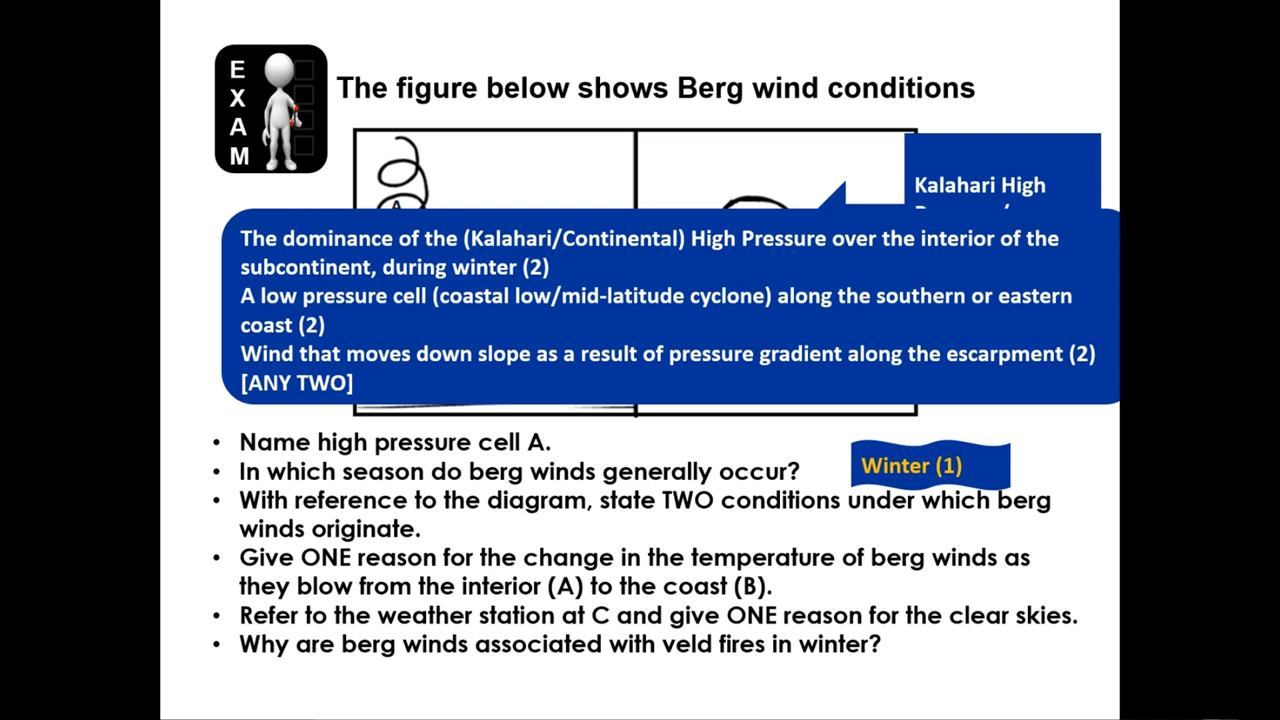 E
X
A
M
The figure below shows Berg wind conditions
A
Kalahari High
The dominance of the (Kalahari/Continental) High Pressure over the interior of the
subcontinent, during winter (2)
A low pressure cell (coastal low/mid-latitude cyclone) along the southern or eastern
coast (2)
Wind that moves down slope as a result of pressure gradient along the escarpment (2)
[ANY TWO]
• Name high pressure cell A.
• In which season do berg winds generally occur?
Winter (1)
• With reference to the diagram, state TWO conditions under which berg
winds originate.
• Give ONE reason for the change in the temperature of berg winds as
they blow from the interior (A) to the coast (B).
• Refer to the weather station at C and give ONE reason for the clear skies.
• Why are berg winds associated with veld fires in winter?